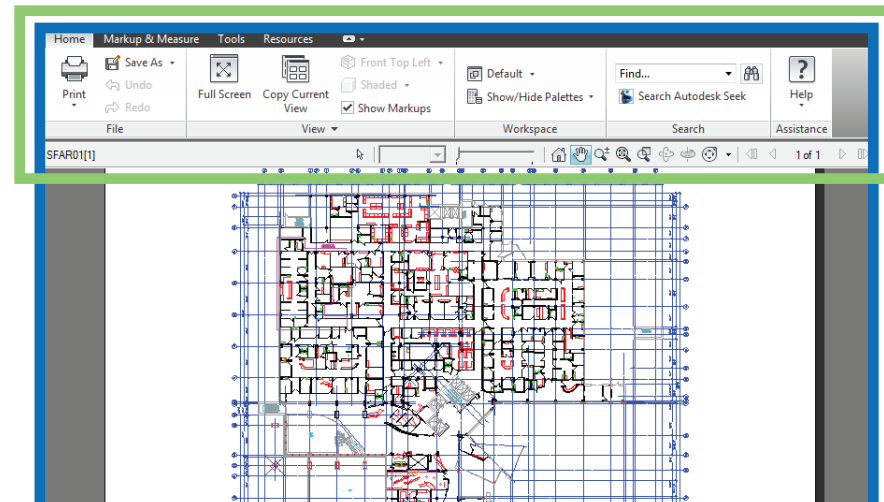 Home Markup & Measure Tools Resources
Print
Save As
Undo
Redo
File
Full Screen
Copy Current
View
Front Top Left
Shaded
Show Markups
View
Default
Show/Hide Palettes
Workspace
Find...
Search Autodesk Seek
Search
Help
Assistance
SFAR01[1]
1 of 1